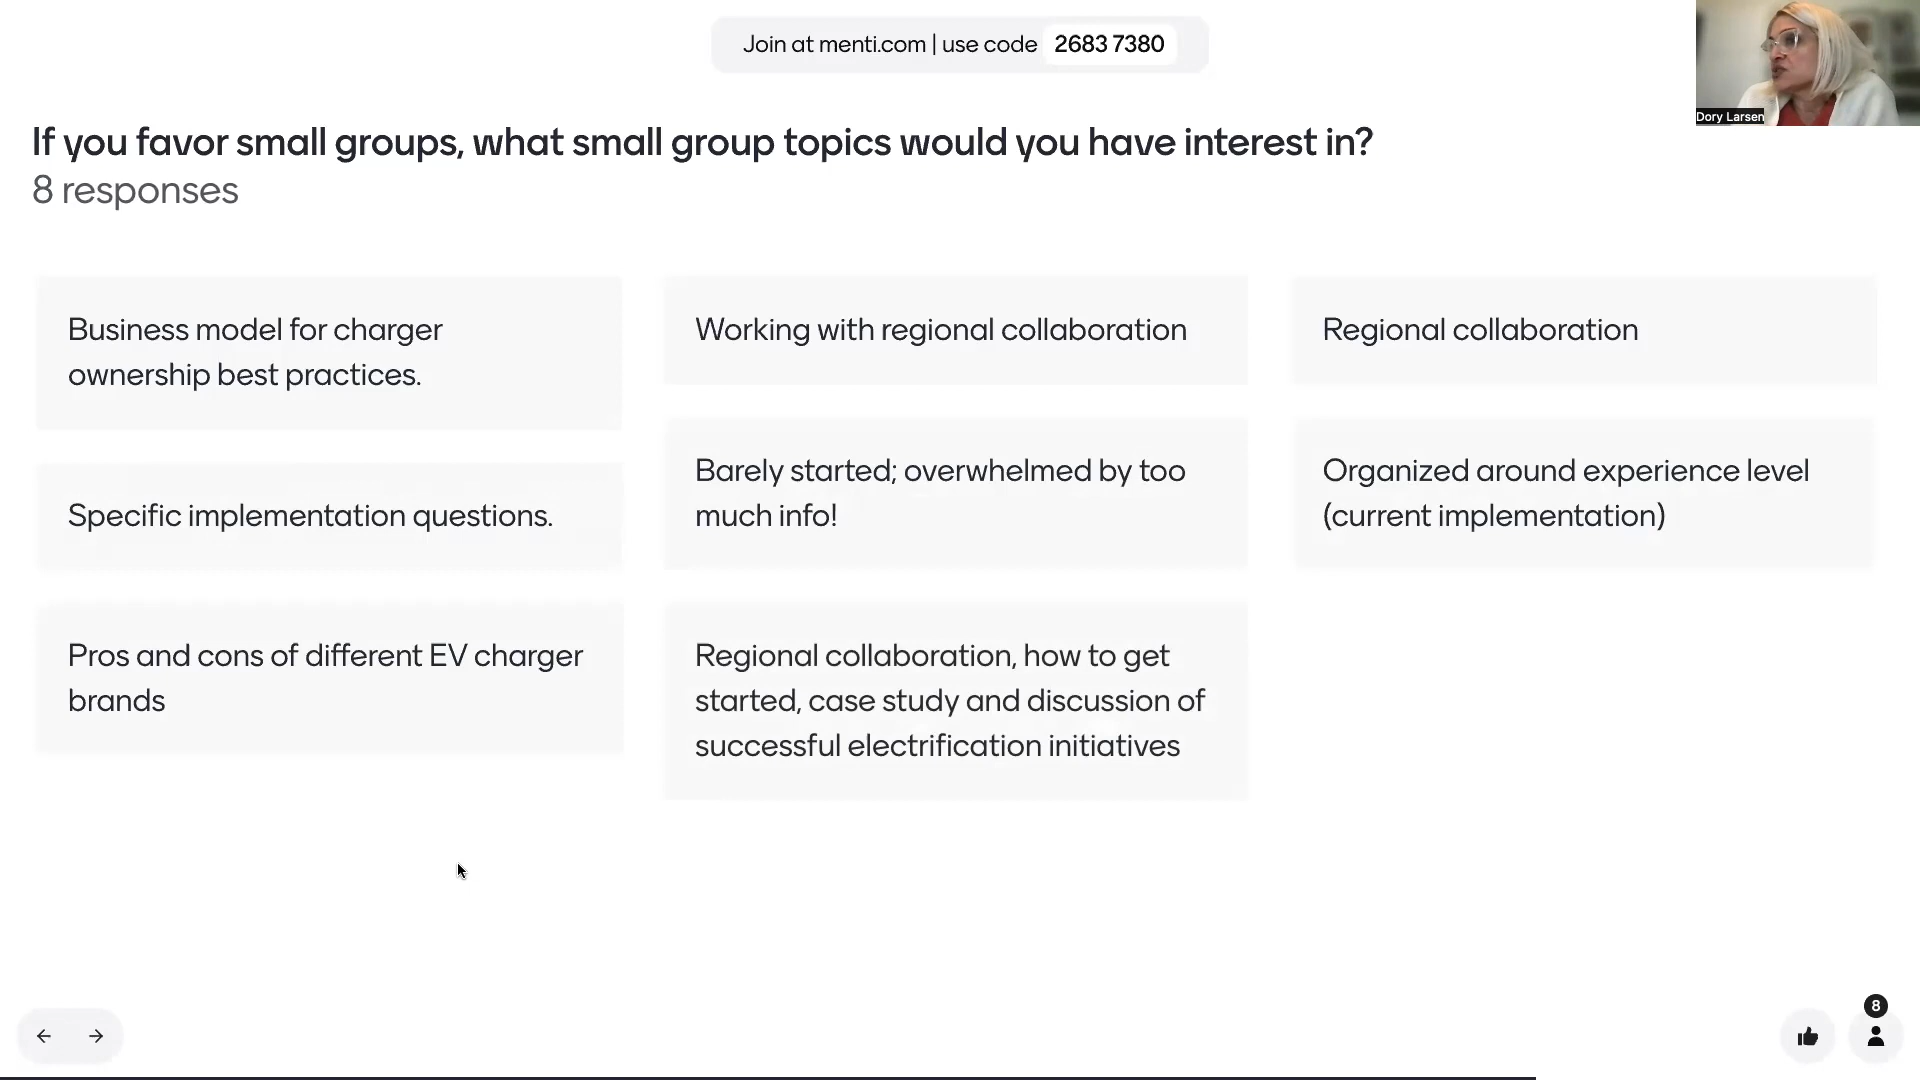 Join at menti.com | use code 2683 7380
Dory Larsen
If you favor small groups, what small group topics would you have interest in?
8 responses
Business model for charger
ownership best practices.
Working with regional collaboration
Regional collaboration
Specific implementation questions.
Barely started; overwhelmed by too
much info!
Organized around experience level
(current implementation)
Pros and cons of different EV charger
brands
Regional collaboration, how to get
started, case study and discussion of
successful electrification initiatives
8